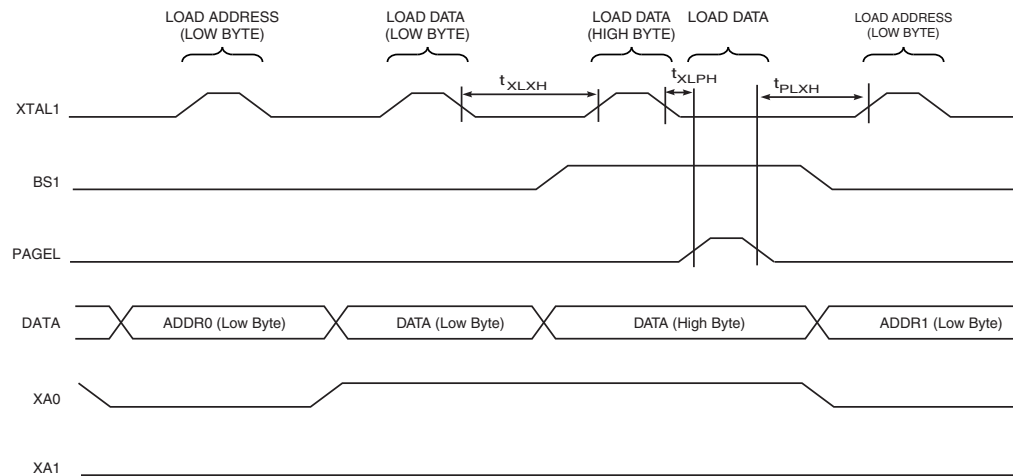 LOAD ADDRESS
(LOW BYTE)
LOAD DATA
(LOW BYTE)
LOAD DATA
(HIGH BYTE)
LOAD DATA
LOAD ADDRESS
(LOW BYTE)
XTAL1
tXLXH
tXLPH
tPLXH
BS1
PAGEL
DATA
ADDR0 (Low Byte)
DATA (Low Byte)
DATA (High Byte)
ADDR1 (Low Byte)
XA0
XA1